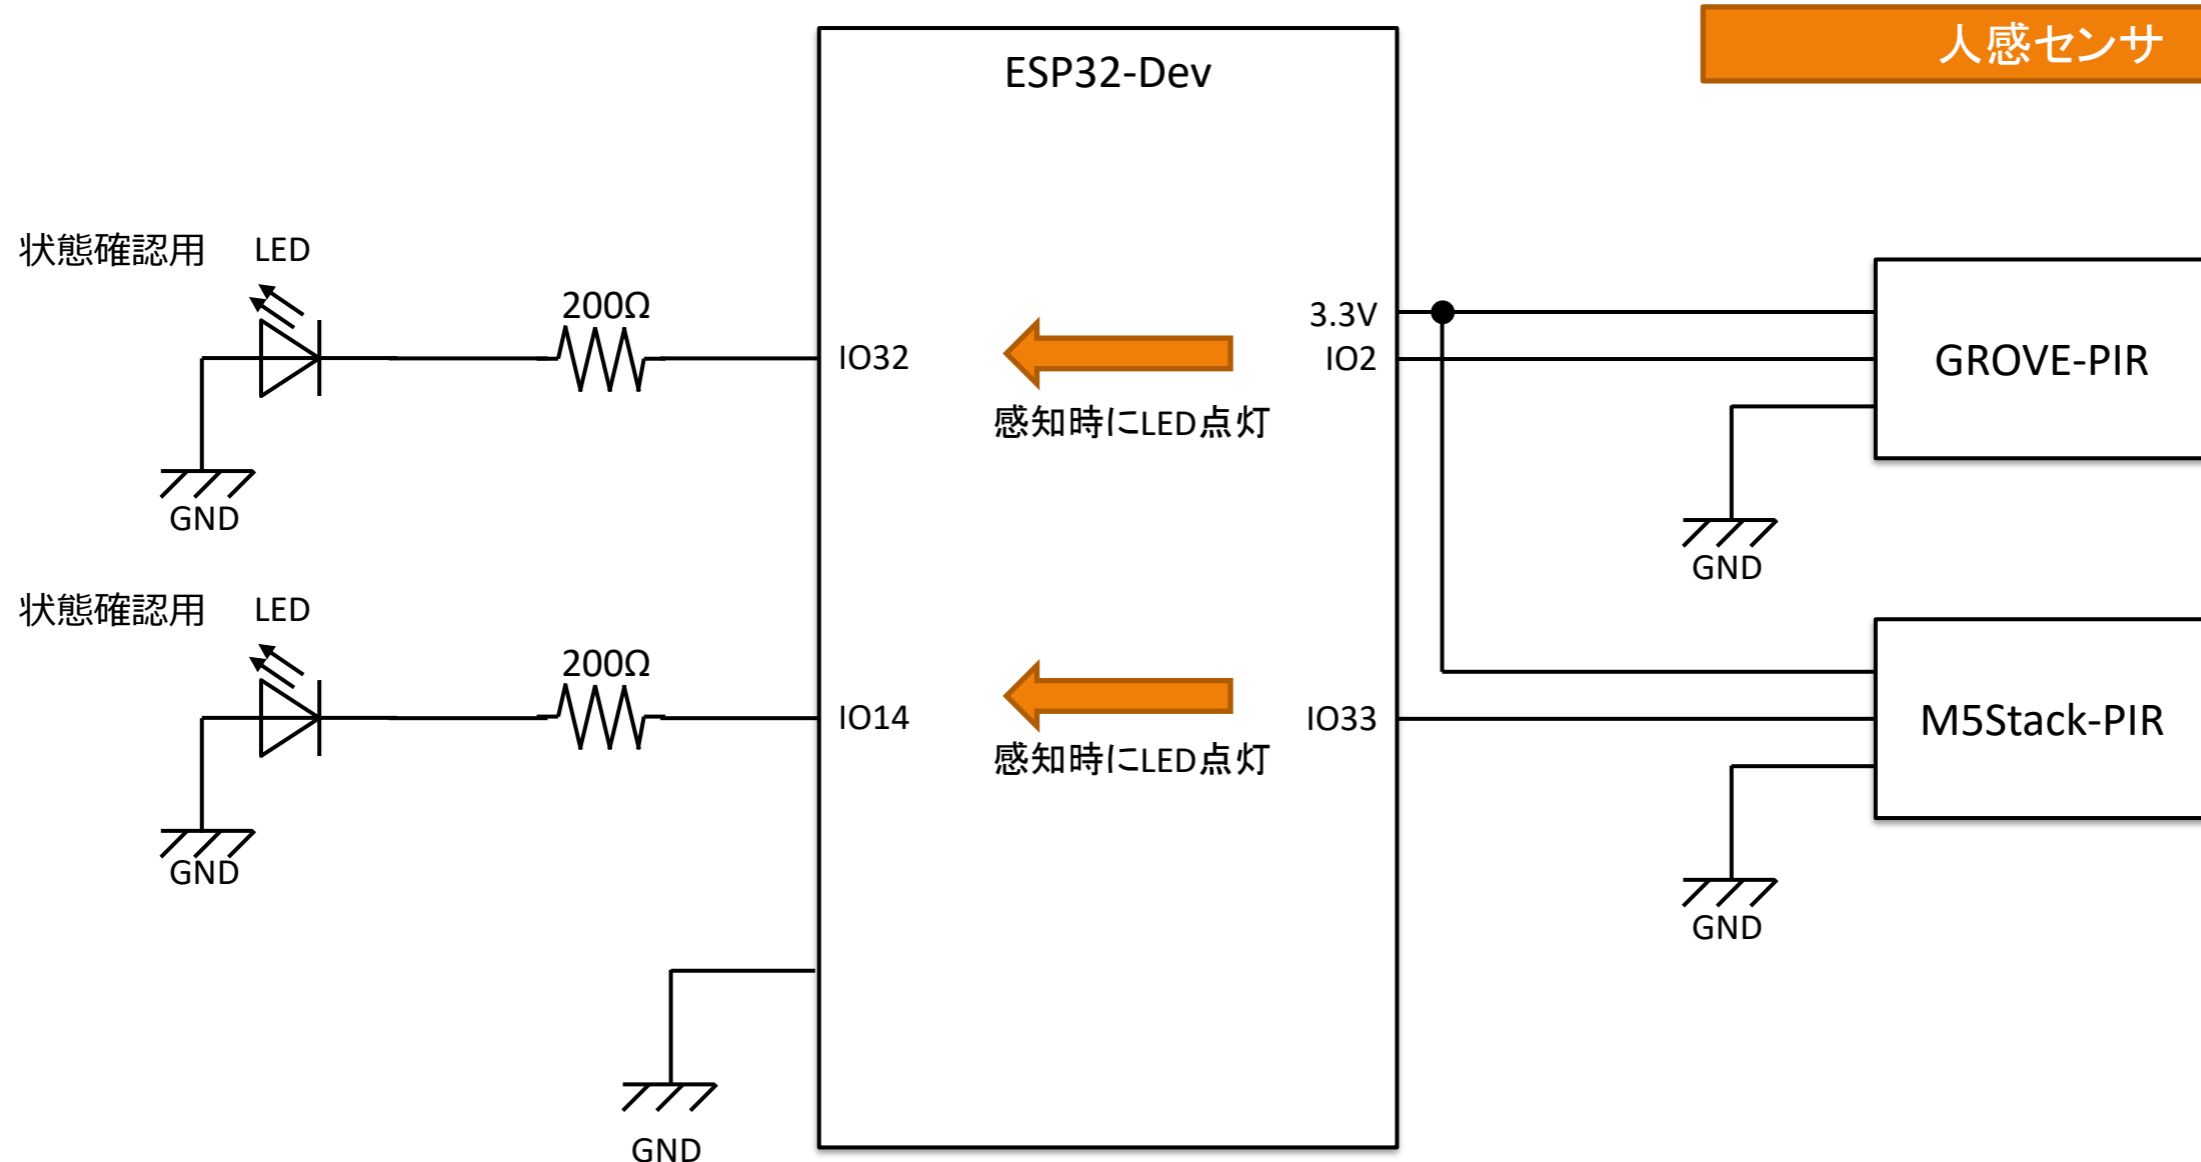 人感センサ
ESP32-Dev
状態確認用 LED
200Ω
IO32
3.3V
IO2
GROVE-PIR
感知時にLED点灯
GND
GND
状態確認用 LED
200Ω
IO14
IO33
M5Stack-PIR
感知時にLED点灯
GND
GND
GND